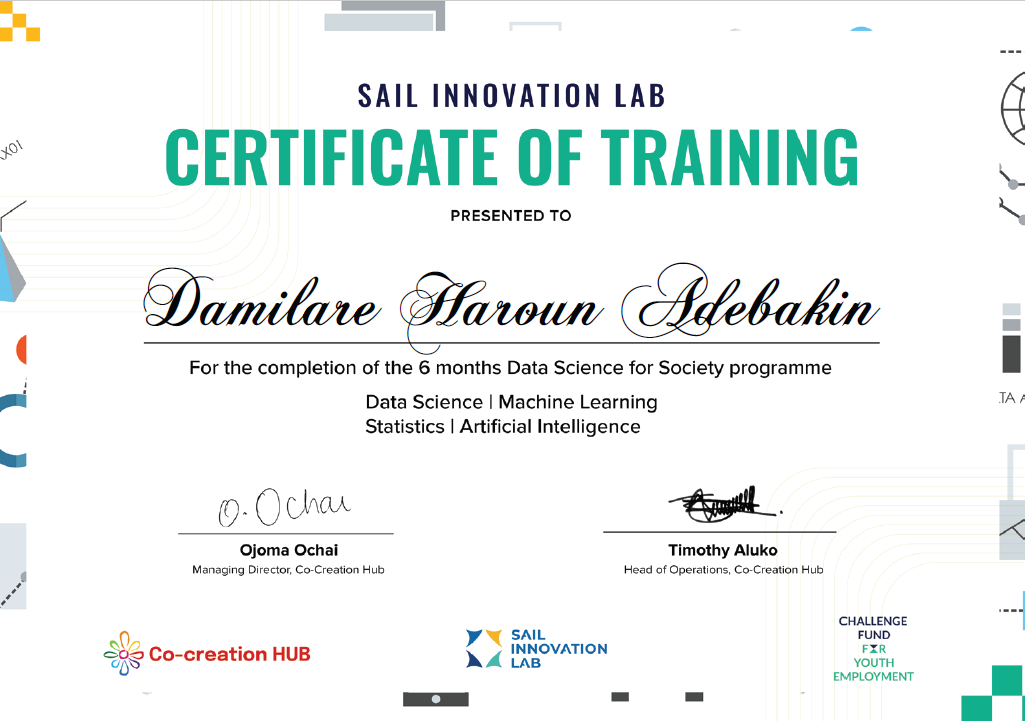 SAIL INNOVATION LAB
CERTIFICATE OF TRAINING
PRESENTED TO
Damilare Haroun Adebakin
For the completion of the 6 months Data Science for Society programme
Data Science | Machine Learning
Statistics | Artificial Intelligence
O. Ochai
Ojoma Ochai
Managing Director, Co-Creation Hub
Timothy Aluko
Head of Operations, Co-Creation Hub
Co-creation HUB
SAIL
INNOVATION
LAB
CHALLENGE
FUND
FOR
YOUTH
EMPLOYMENT